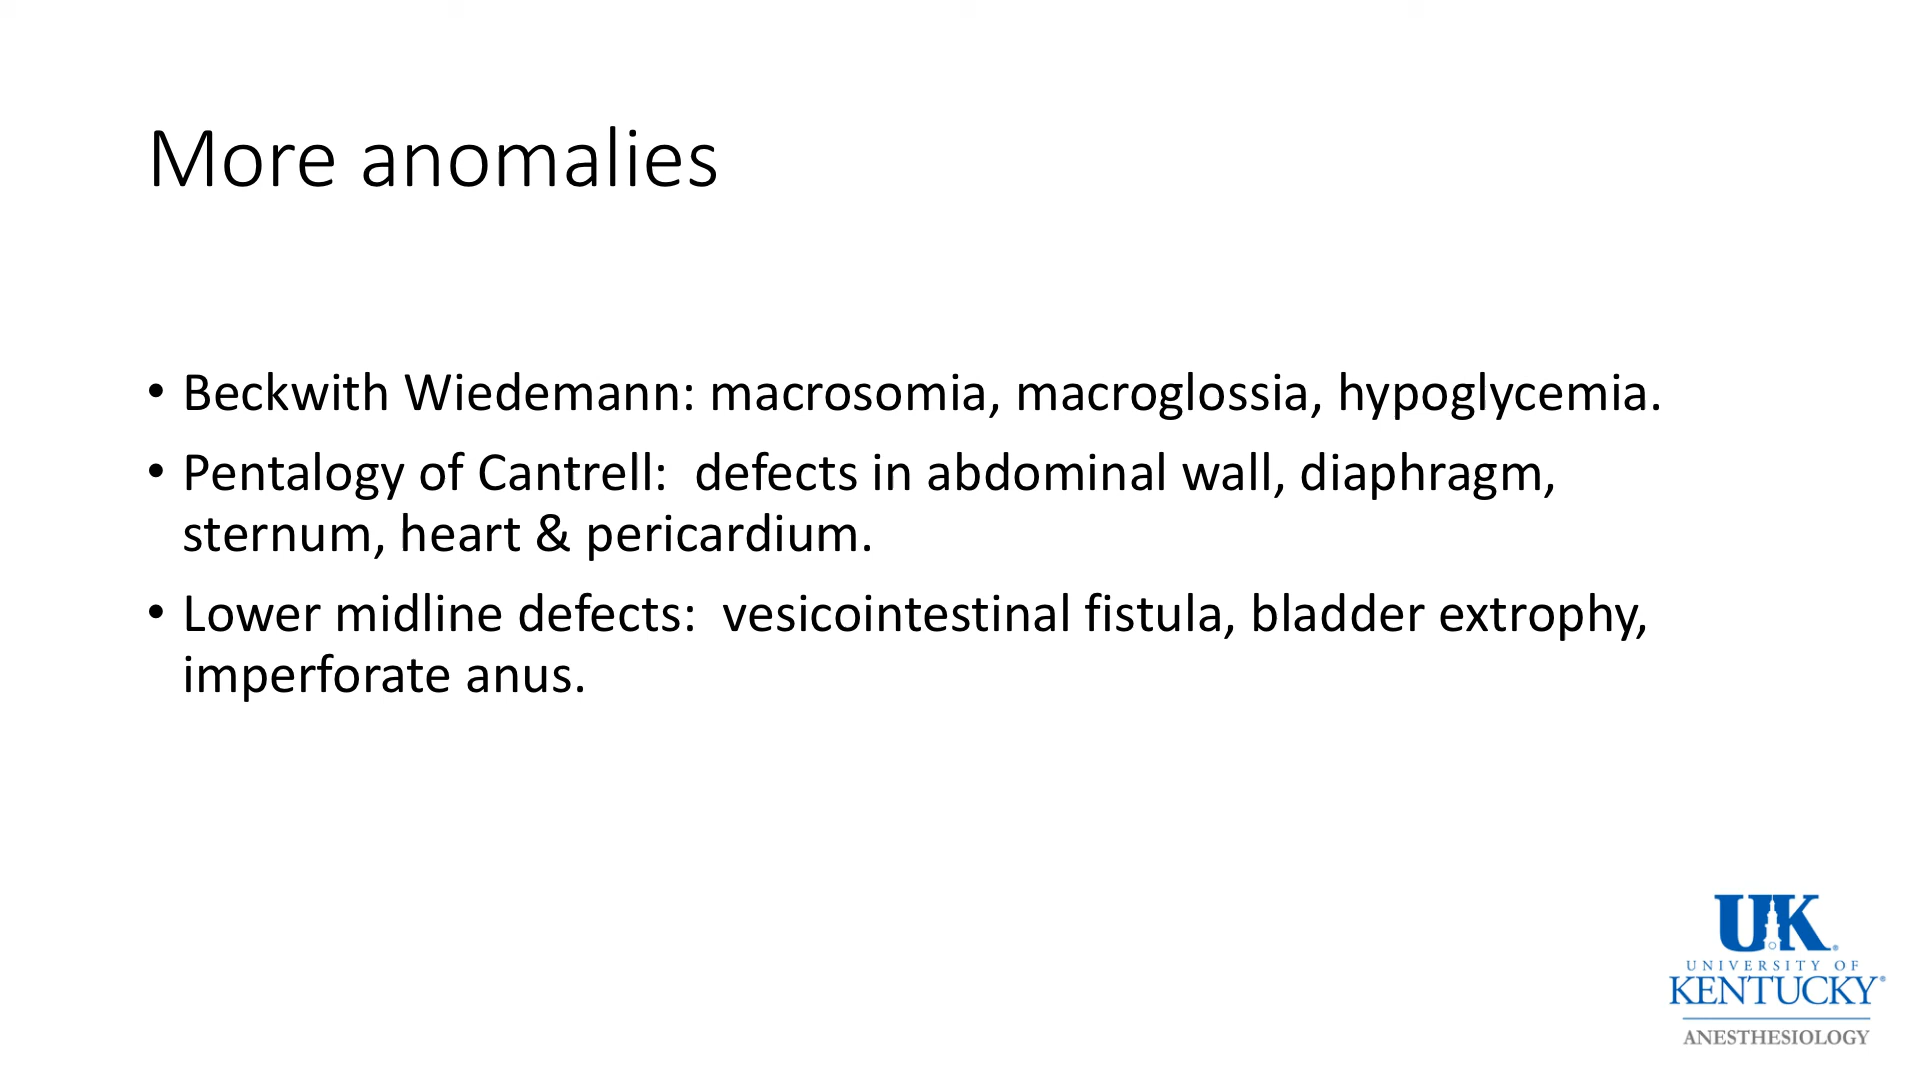 More anomalies
• Beckwith Wiedemann: macrosomia, macroglossia, hypoglycemia.
• Pentalogy of Cantrell:  defects in abdominal wall, diaphragm,
sternum, heart & pericardium.
• Lower midline defects:  vesicointestinal fistula, bladder extrophy,
imperforate anus.
UK®
UNIVERSITY OF
KENTUCKY®
ANESTHESIOLOGY